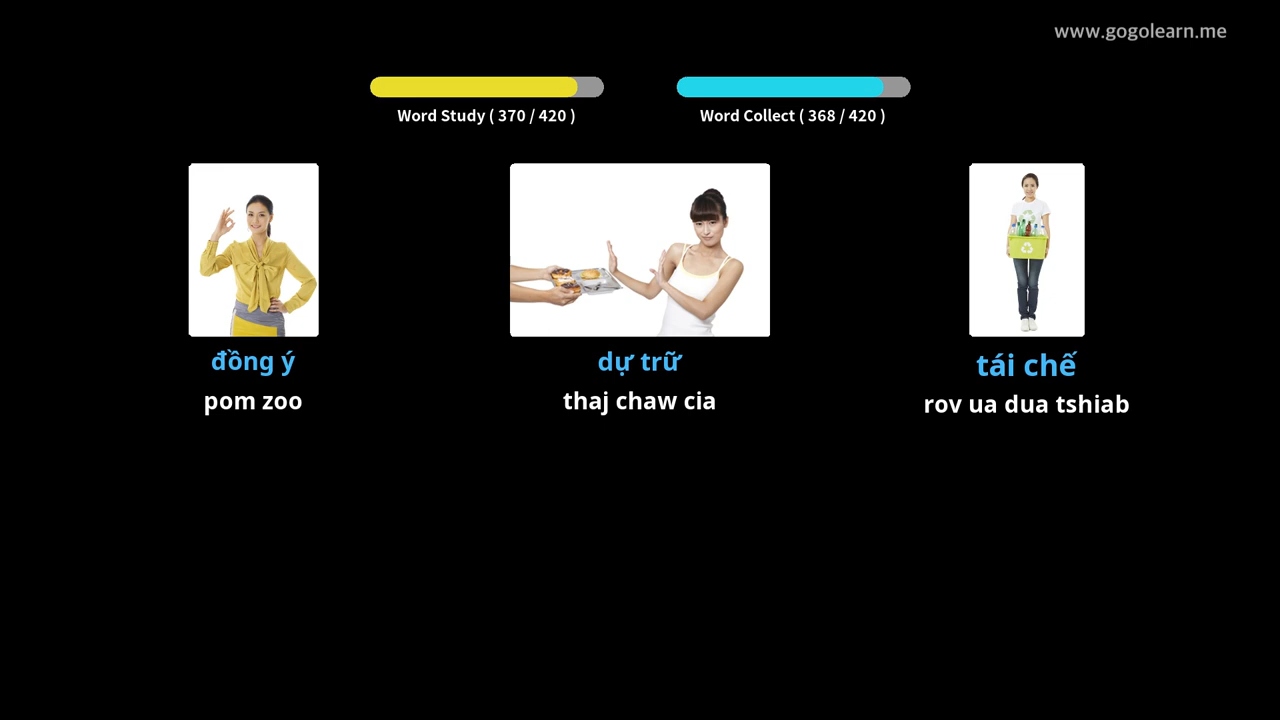 www.gogolearn.me
Word Study ( 370 / 420 )
Word Collect ( 368 / 420 )
đồng ý
dự trữ
tái chế
pom zoo
thaj chaw cia
rov ua dua tshiab